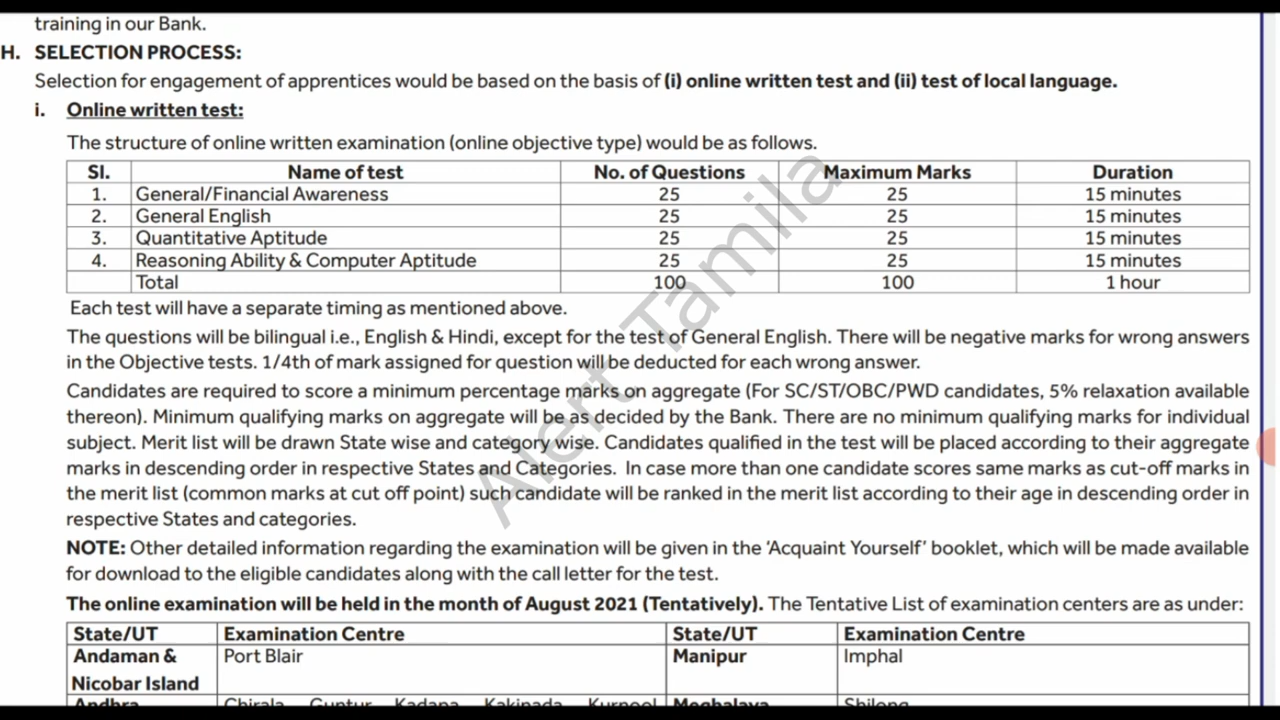 training in our Bank.
H. SELECTION PROCESS:
Selection for engagement of apprentices would be based on the basis of (i) online written test and (ii) test of local language.
i. Online written test:
The structure of online written examination (online objective type) would be as follows.
Sl. Name of test No. of Questions Maximum Marks Duration
1. General/Financial Awareness 25 25 15 minutes
2. General English 25 25 15 minutes
3. Quantitative Aptitude 25 25 15 minutes
4. Reasoning Ability & Computer Aptitude 25 25 15 minutes
Total 100 100 1 hour
Each test will have a separate timing as mentioned above.
The questions will be bilingual i.e., English & Hindi, except for the test of General English. There will be negative marks for wrong answers
in the Objective tests. 1/4th of mark assigned for question will be deducted for each wrong answer.
Candidates are required to score a minimum percentage marks on aggregate (For SC/ST/OBC/PWD candidates, 5% relaxation available
thereon). Minimum qualifying marks on aggregate will be as decided by the Bank. There are no minimum qualifying marks for individual
subject. Merit list will be drawn State wise and category wise. Candidates qualified in the test will be placed according to their aggregate
marks in descending order in respective States and Categories. In case more than one candidate scores same marks as cut-off marks in
the merit list (common marks at cut off point) such candidate will be ranked in the merit list according to their age in descending order in
respective States and categories.
NOTE: Other detailed information regarding the examination will be given in the 'Acquaint Yourself' booklet, which will be made available
for download to the eligible candidates along with the call letter for the test.
The online examination will be held in the month of August 2021 (Tentatively). The Tentative List of examination centers are as under:
State/UT Examination Centre State/UT Examination Centre
Andaman & Port Blair Manipur Imphal
Nicobar Island
Andhra Chirala Guntur Kadapa Kakinada Kurnool Meghalaya Shillong
Alert Tamila